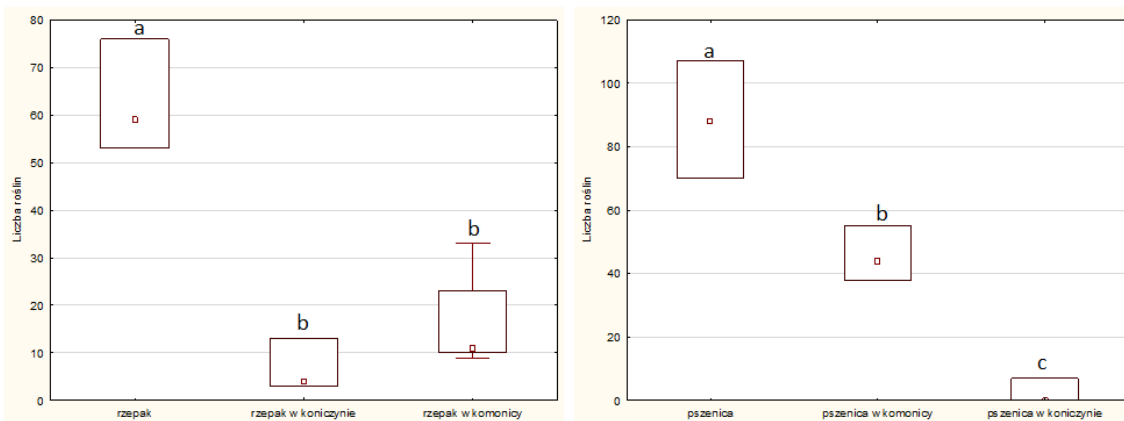 80
70
60
50
40
30
20
10
0
Liczba roślin
a
b
b
rzepak
rzepak w koniczynie
rzepak w komonicy
120
100
80
60
40
20
0
Liczba roślin
a
b
c
pszenica
pszenica w komonicy
pszenica w koniczynie